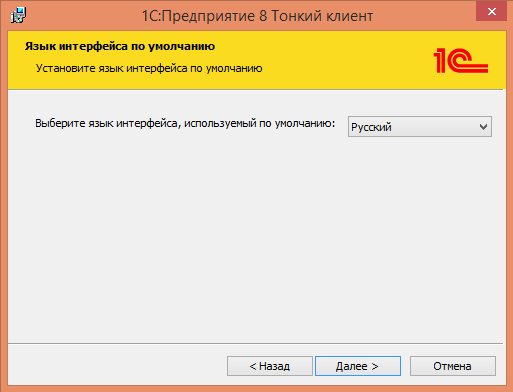 1С:Предприятие 8 Тонкий клиент
Язык интерфейса по умолчанию
Установите язык интерфейса по умолчанию
1С
Выберите язык интерфейса, используемый по умолчанию:
Русский
< Назад
Далее >
Отмена